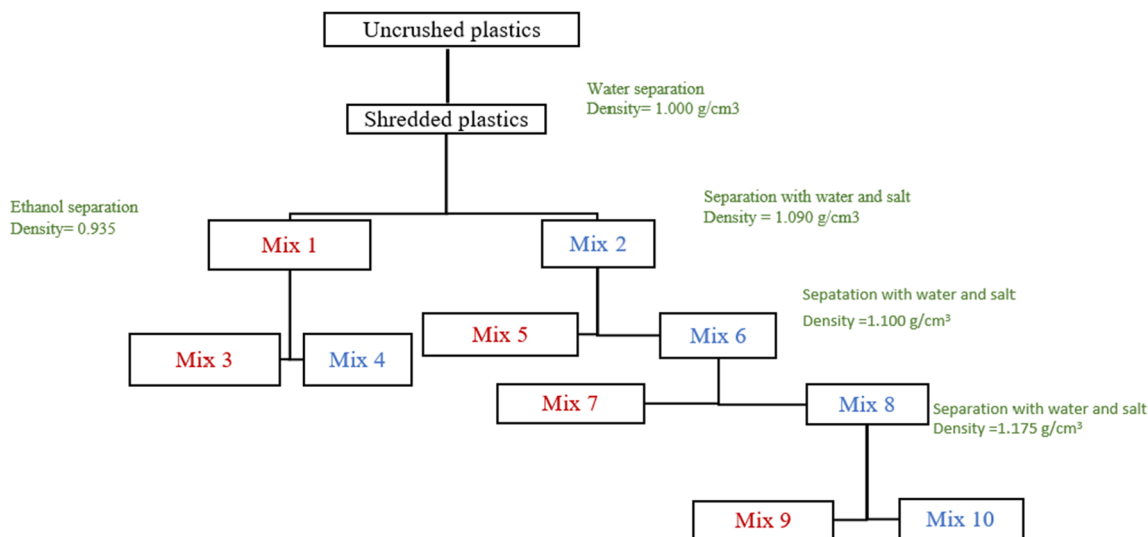 Uncrushed plastics
Water separation
Density= 1.000 g/cm3
Shredded plastics
Ethanol separation
Density= 0.935
Separation with water and salt
Density = 1.090 g/cm3
Mix 1
Mix 2
Sepatation with water and salt
Density =1.100 g/cm³
Mix 5
Mix 6
Mix 3
Mix 4
Mix 7
Mix 8
Separation with water and salt
Density =1.175 g/cm³
Mix 9
Mix 10